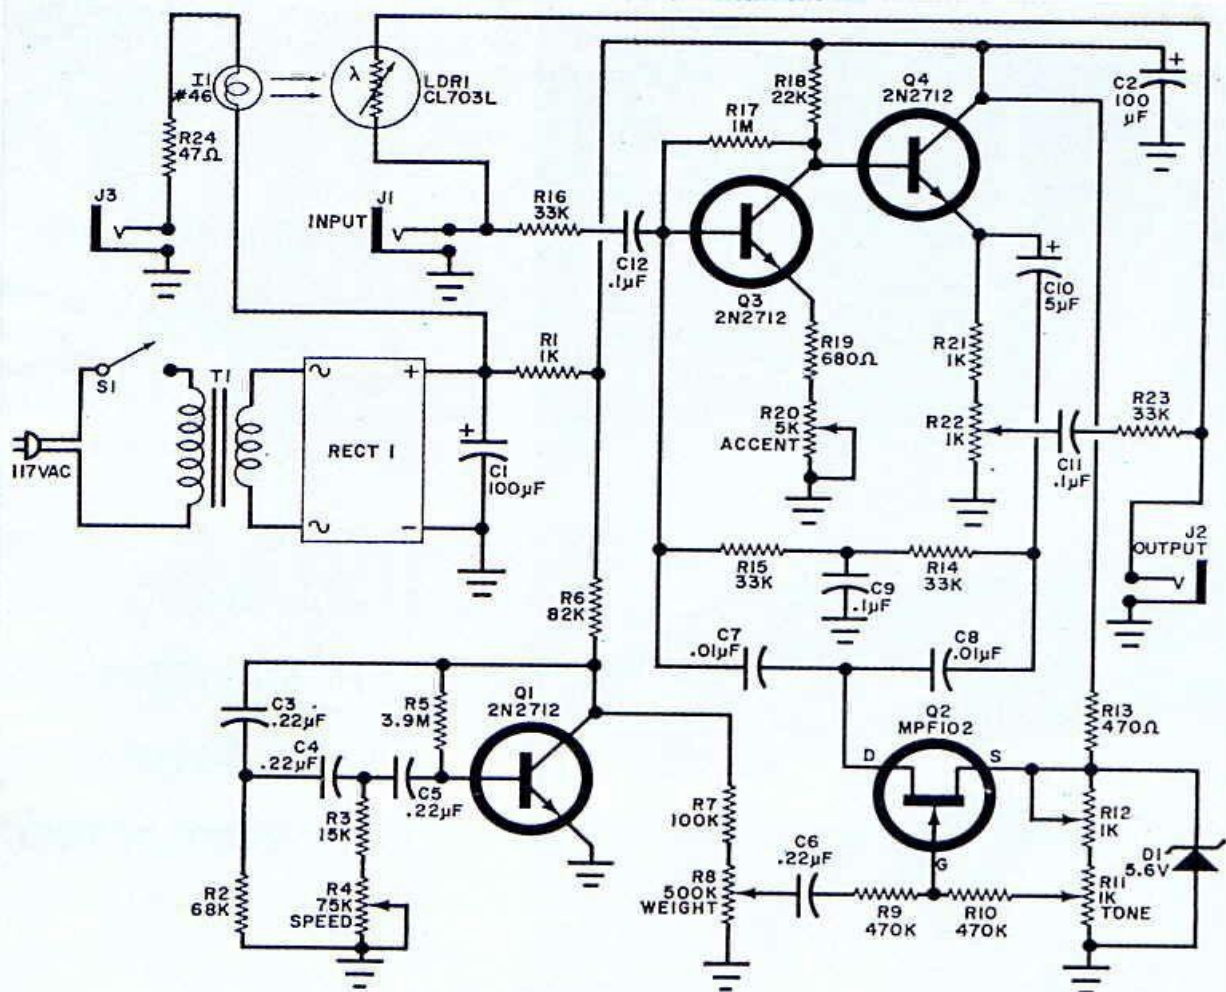 I1
#46
R24
47Ω
J3
V
λ
LDR1
CL703L
J1
INPUT
V
R16
33K
C12
.1µF
R17
1M
R18
22K
Q4
2N2712
C2
100
µF
+
Q3
2N2712
R19
680Ω
R20
5K
ACCENT
+
C10
5µF
R21
1K
R22
1K
C11
.1µF
R23
33K
J2
OUTPUT
V
117VAC
S1
T1
~
~
RECT 1
+
−
R1
1K
+
C1
100µF
R6
82K
R15
33K
R14
33K
C9
.1µF
C7
.01µF
C8
.01µF
C3
.22µF
C4
.22µF
R5
3.9M
C5
.22µF
Q1
2N2712
R3
15K
R2
68K
R4
75K
SPEED
R7
100K
R8
500K
WEIGHT
C6
.22µF
R9
470K
R10
470K
Q2
MPF102
D
S
G
R13
470Ω
R12
1K
R11
1K
TONE
D1
5.6V